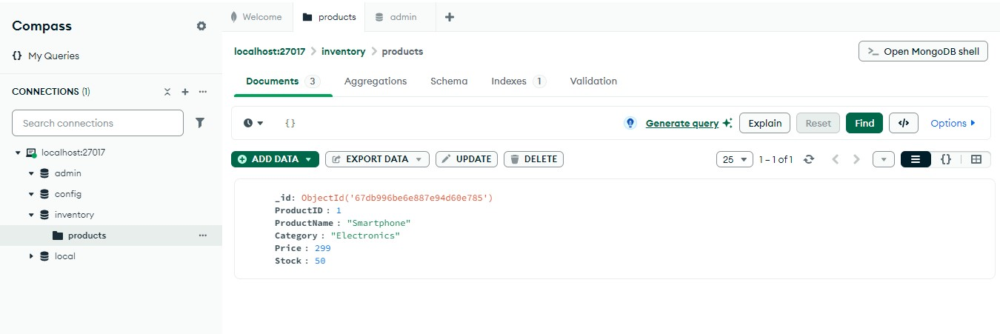 Compass
{} My Queries
CONNECTIONS (1)
Search connections
localhost:27017
admin
config
inventory
products
local
Welcome
products
admin
localhost:27017 > inventory > products
>_ Open MongoDB shell
Documents 3
Aggregations
Schema
Indexes 1
Validation
{}
Generate query
Explain
Reset
Find
</>
Options
ADD DATA
EXPORT DATA
UPDATE
DELETE
25
1 – 1 of 1
{}
_id: ObjectId('67db996be6e887e94d60e785')
ProductID : 1
ProductName : "Smartphone"
Category : "Electronics"
Price : 299
Stock : 50